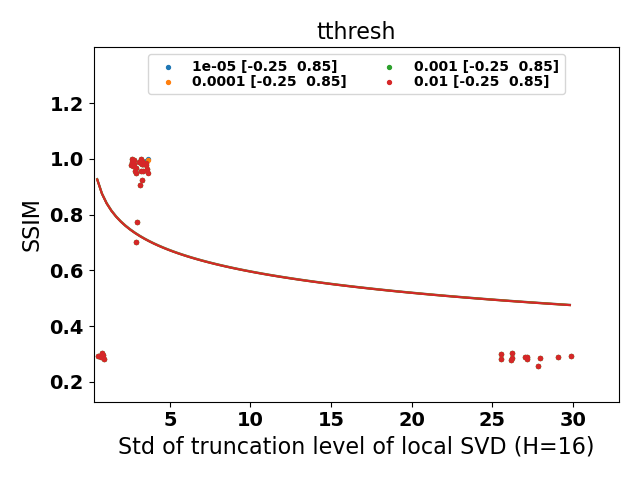 tthresh
1e-05 [-0.25  0.85]
0.0001 [-0.25  0.85]
0.001 [-0.25  0.85]
0.01 [-0.25  0.85]
SSIM
1.2
1.0
0.8
0.6
0.4
0.2
5 10 15 20 25 30
Std of truncation level of local SVD (H=16)